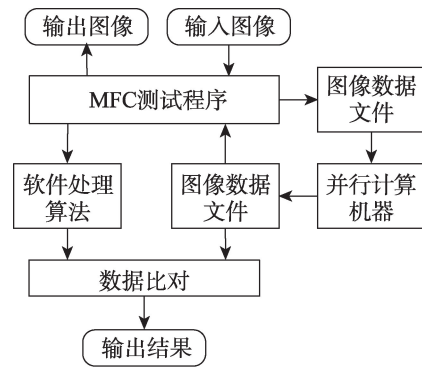 输出图像
输入图像
MFC测试程序
图像数据
文件
软件处理
算法
图像数据
文件
并行计算
机器
数据比对
输出结果